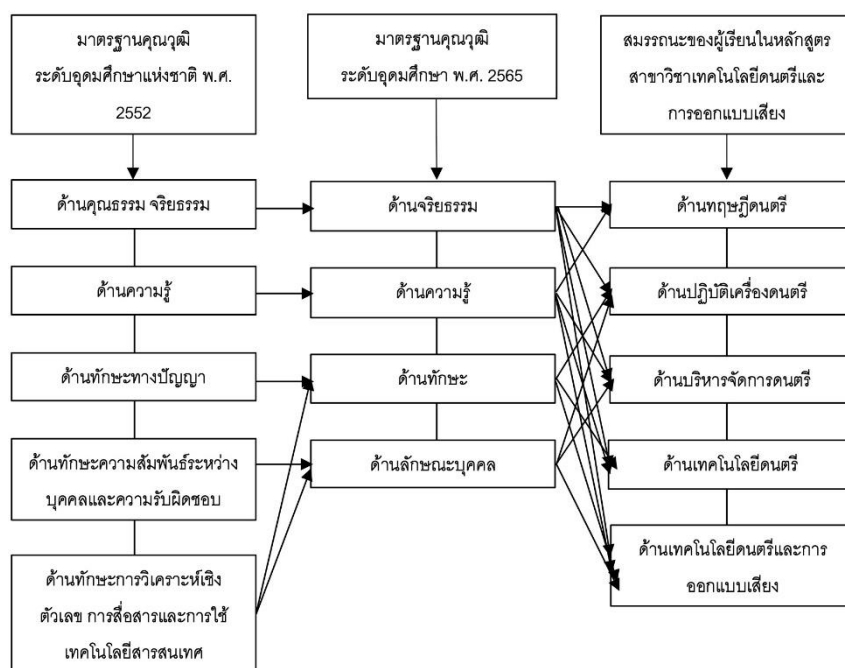 มาตรฐานคุณวุฒิ
ระดับอุดมศึกษาแห่งชาติ พ.ศ.
2552
มาตรฐานคุณวุฒิ
ระดับอุดมศึกษา พ.ศ. 2565
สมรรถนะของผู้เรียนในหลักสูตร
สาขาวิชาเทคโนโลยีดนตรีและ
การออกแบบเสียง
ด้านคุณธรรม จริยธรรม
ด้านจริยธรรม
ด้านทฤษฎีดนตรี
ด้านความรู้
ด้านความรู้
ด้านปฏิบัติเครื่องดนตรี
ด้านทักษะทางปัญญา
ด้านทักษะ
ด้านบริหารจัดการดนตรี
ด้านทักษะความสัมพันธ์ระหว่าง
บุคคลและความรับผิดชอบ
ด้านลักษณะบุคคล
ด้านเทคโนโลยีดนตรี
ด้านทักษะการวิเคราะห์เชิง
ตัวเลข การสื่อสารและการใช้
เทคโนโลยีสารสนเทศ
ด้านเทคโนโลยีดนตรีและการ
ออกแบบเสียง